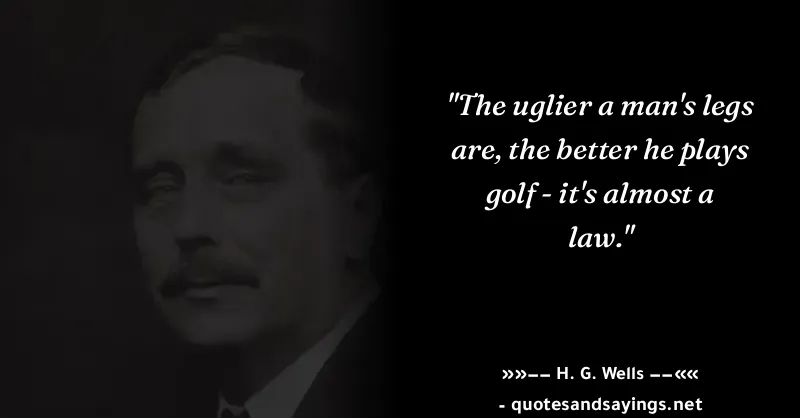 "The uglier a man's legs
are, the better he plays
golf - it's almost a
law."
»»–– H. G. Wells ––««
- quotesandsayings.net